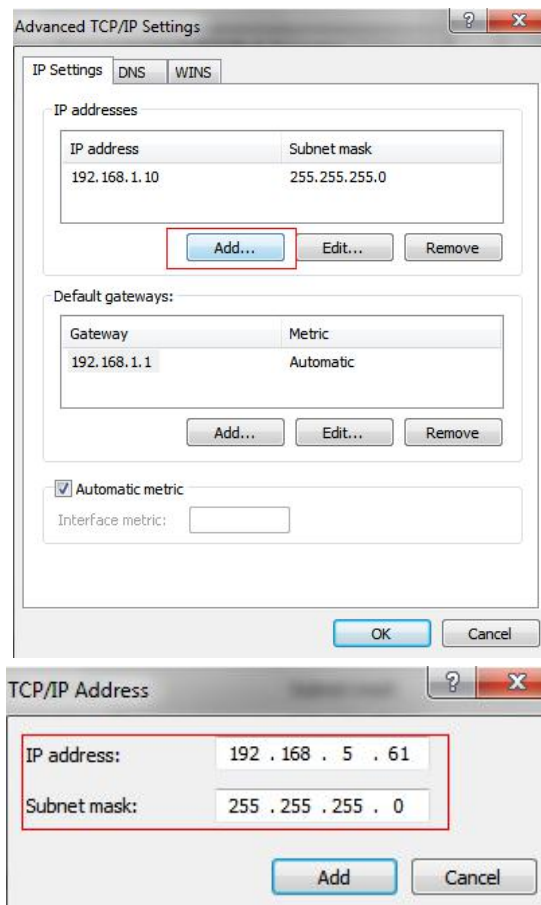 Advanced TCP/IP Settings
IP Settings DNS WINS
IP addresses
IP address Subnet mask
192.168.1.10 255.255.255.0
Add... Edit... Remove
Default gateways:
Gateway Metric
192.168.1.1 Automatic
Add... Edit... Remove
Automatic metric
Interface metric:
OK Cancel
TCP/IP Address
IP address: 192 . 168 . 5 . 61
Subnet mask: 255 . 255 . 255 . 0
Add Cancel